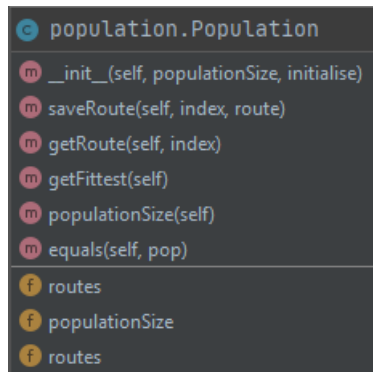 C population.Population
m __init__(self, populationSize, initialise)
m saveRoute(self, index, route)
m getRoute(self, index)
m getFittest(self)
m populationSize(self)
m equals(self, pop)
f routes
f populationSize
f routes